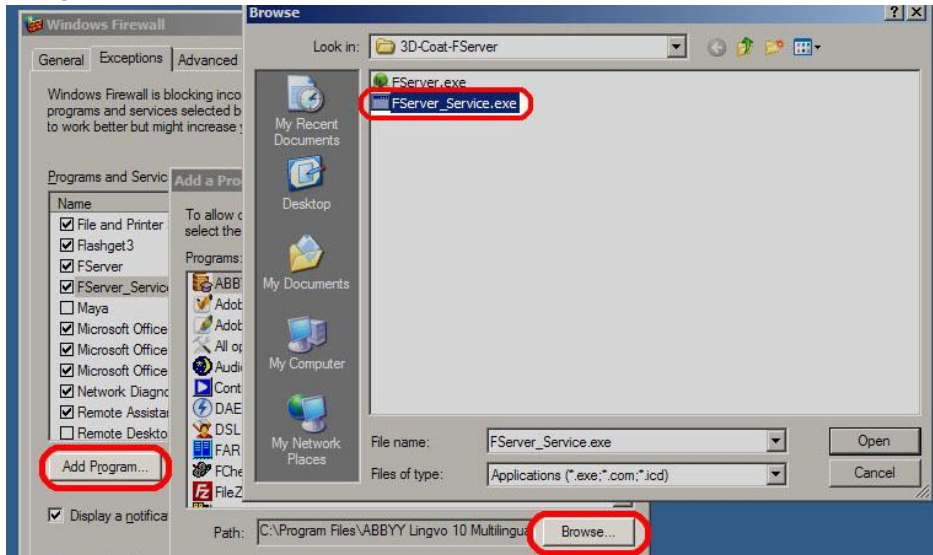 Windows Firewall
General Exceptions Advanced
Windows Firewall is blocking inco
programs and services selected b
to work better but might increase
Programs and Servic
Name
File and Printer
Flashget3
FServer
FServer_Servic
Maya
Microsoft Office
Microsoft Office
Microsoft Office
Network Diagno
Remote Assista
Remote Deskto
Add Program...
Display a notifica
Add a Pro
To allow c
select the
Programs:
ABB
Adob
Adob
All op
Audi
Cont
DAE
DSL
FAR
FChe
FileZ
Path: C:\Program Files\ABBYY Lingvo 10 Multilingua Browse...
Browse
Look in: 3D-Coat-FServer
My Recent
Documents
Desktop
My Documents
My Computer
My Network
Places
FServer.exe
FServer_Service.exe
File name: FServer_Service.exe Open
Files of type: Applications (*.exe;*.com;*.icd) Cancel